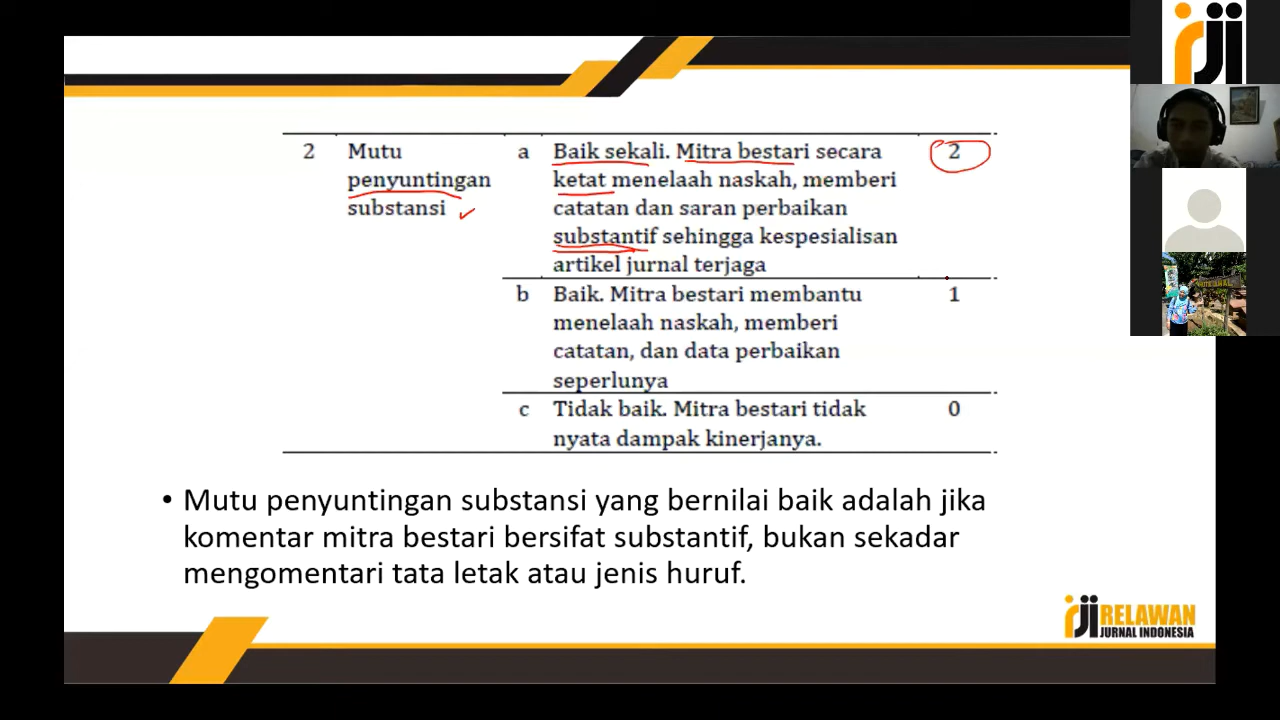 2 Mutu a Baik sekali. Mitra bestari secara 2
penyuntingan ketat menelaah naskah, memberi
substansi catatan dan saran perbaikan
substantif sehingga kespesialisan
artikel jurnal terjaga
b Baik. Mitra bestari membantu 1
menelaah naskah, memberi
catatan, dan data perbaikan
seperlunya
c Tidak baik. Mitra bestari tidak 0
nyata dampak kinerjanya.
• Mutu penyuntingan substansi yang bernilai baik adalah jika
komentar mitra bestari bersifat substantif, bukan sekadar
mengomentari tata letak atau jenis huruf.
rji RELAWAN
JURNAL INDONESIA
rji